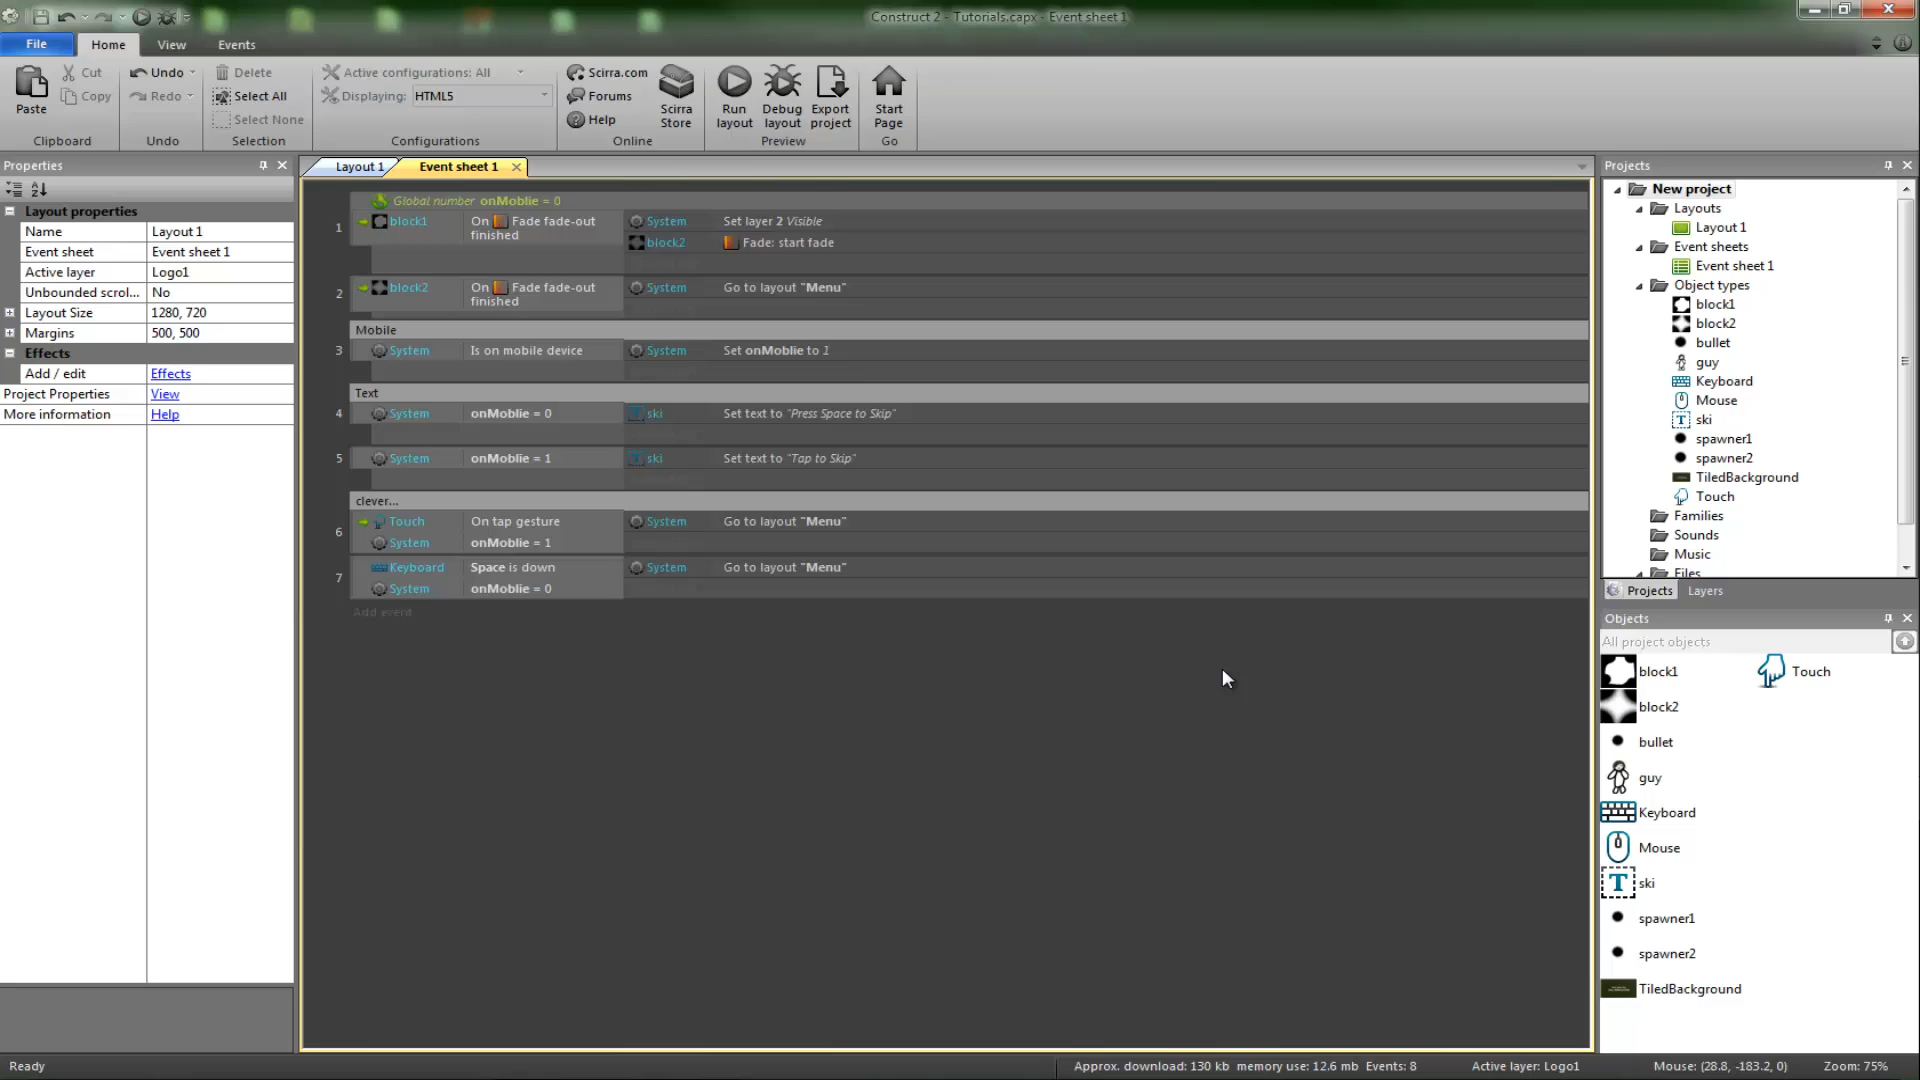 Construct 2 - Tutorials.capx - Event sheet 1
File Home View Events
Paste Cut Copy Clipboard
Undo Redo Undo
Delete Select All Select None Selection
Active configurations: All
Displaying: HTML5
Configurations
Scirra.com Forums Help Scirra Store Online
Run layout Debug layout Export project Preview
Start Page Go
Properties
Layout properties
Name Layout 1
Event sheet Event sheet 1
Active layer Logo1
Unbounded scrol... No
Layout Size 1280, 720
Margins 500, 500
Effects
Add / edit Effects
Project Properties View
More information Help
Layout 1 Event sheet 1
Global number onMoblie = 0
1 block1 On Fade fade-out finished System Set layer 2 Visible
block2 Fade: start fade
2 block2 On Fade fade-out finished System Go to layout "Menu"
Mobile
3 System Is on mobile device System Set onMoblie to 1
Text
4 System onMoblie = 0 ski Set text to "Press Space to Skip"
5 System onMoblie = 1 ski Set text to "Tap to Skip"
clever...
6 Touch On tap gesture System Go to layout "Menu"
System onMoblie = 1
7 Keyboard Space is down System Go to layout "Menu"
System onMoblie = 0
Add event
Projects
New project
Layouts
Layout 1
Event sheets
Event sheet 1
Object types
block1
block2
bullet
guy
Keyboard
Mouse
ski
spawner1
spawner2
TiledBackground
Touch
Families
Sounds
Music
Files
Projects Layers
Objects
All project objects
block1 Touch
block2
bullet
guy
Keyboard
Mouse
ski
spawner1
spawner2
TiledBackground
Ready Approx. download: 130 kb memory use: 12.6 mb Events: 8 Active layer: Logo1 Mouse: (28.8, -183.2, 0) Zoom: 75%